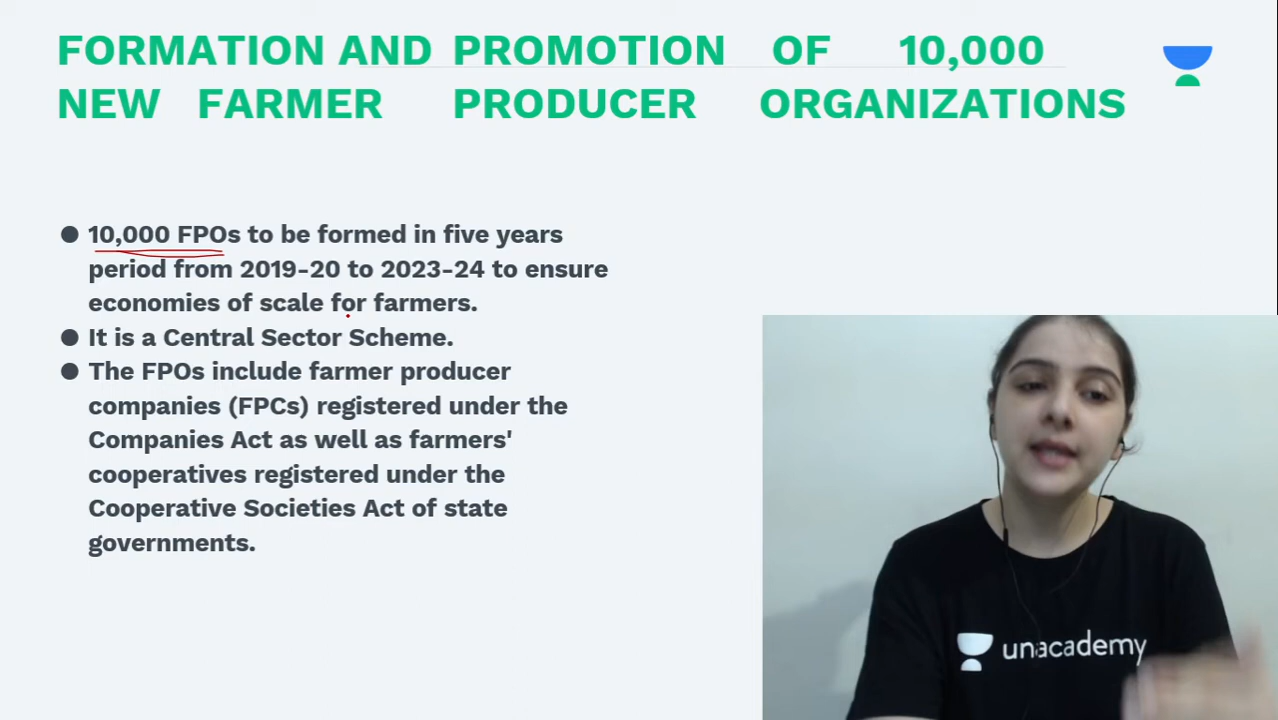 FORMATION AND PROMOTION OF 10,000
NEW FARMER PRODUCER ORGANIZATIONS
● 10,000 FPOs to be formed in five years
period from 2019-20 to 2023-24 to ensure
economies of scale for farmers.
● It is a Central Sector Scheme.
● The FPOs include farmer producer
companies (FPCs) registered under the
Companies Act as well as farmers'
cooperatives registered under the
Cooperative Societies Act of state
governments.
unacademy